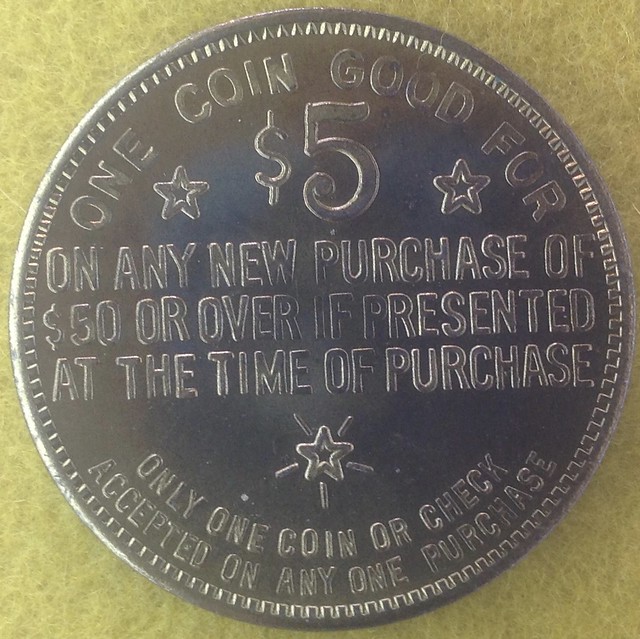 ONE COIN GOOD FOR
$5
ON ANY NEW PURCHASE OF
$50 OR OVER IF PRESENTED
AT THE TIME OF PURCHASE
ONLY ONE COIN OR CHECK
ACCEPTED ON ANY ONE PURCHASE